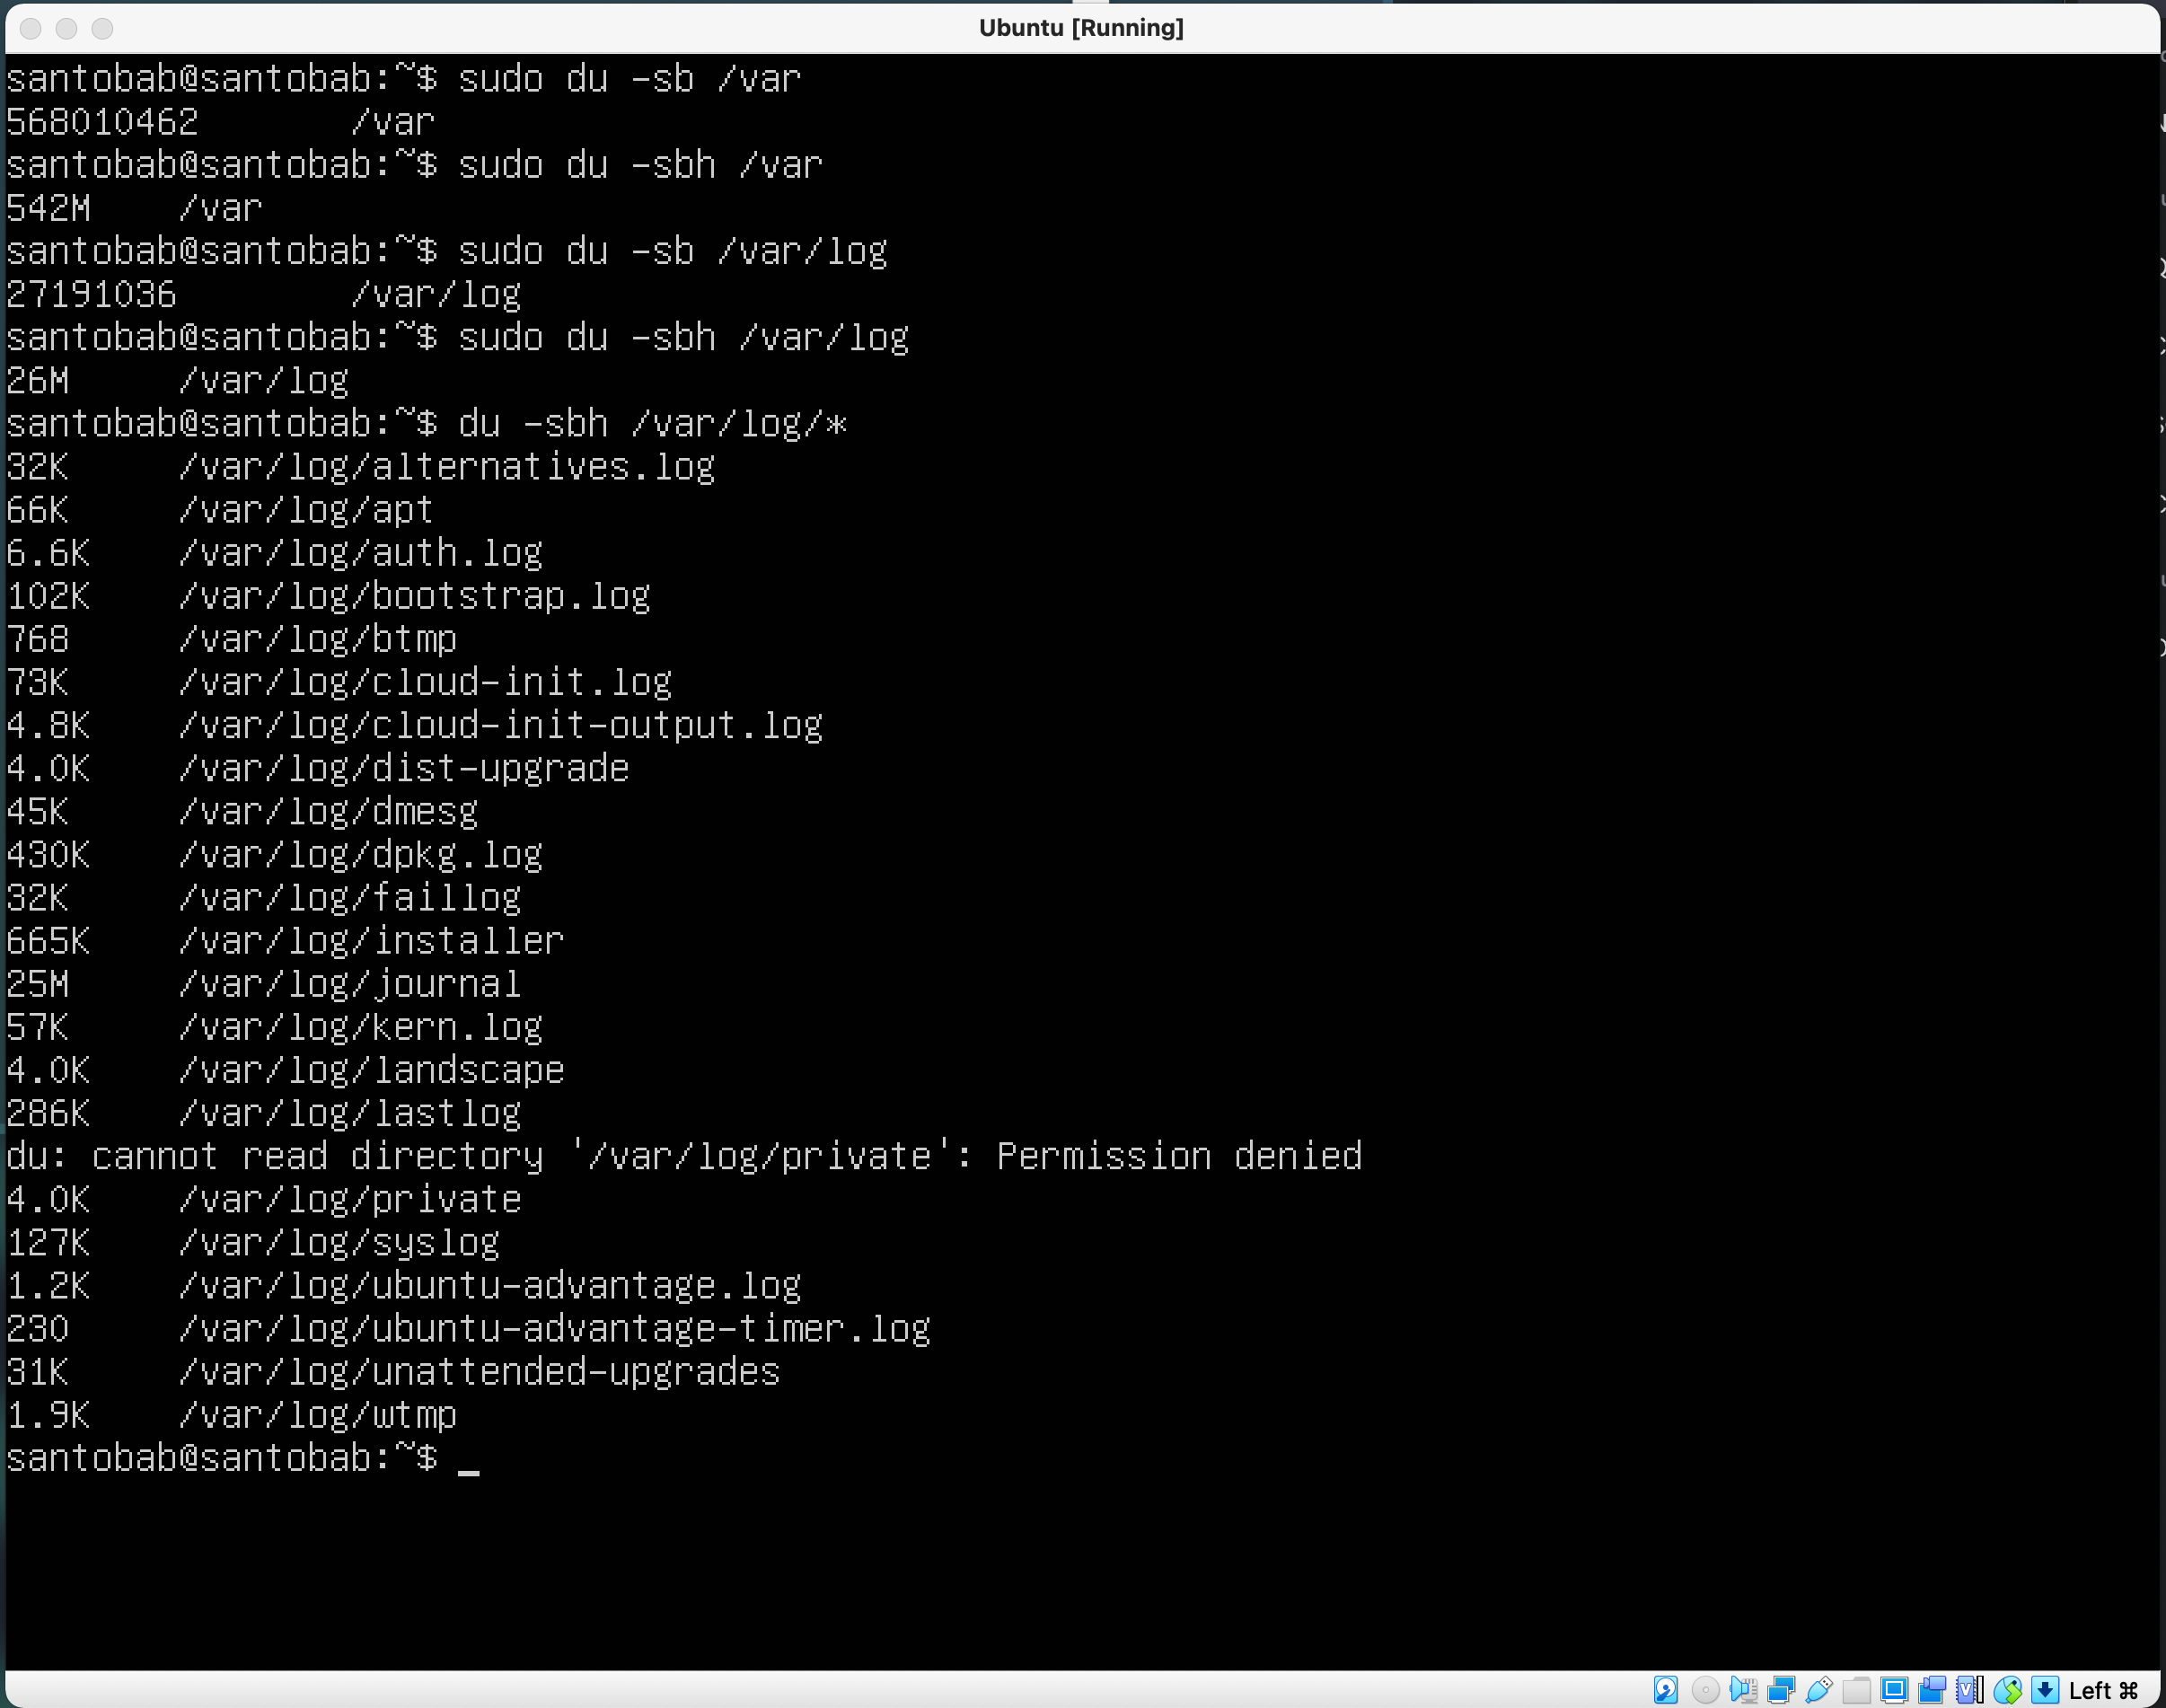 Ubuntu [Running]
santobab@santobab:~$ sudo du -sb /var
568010462       /var
santobab@santobab:~$ sudo du -sbh /var
542M    /var
santobab@santobab:~$ sudo du -sb /var/log
27191036        /var/log
santobab@santobab:~$ sudo du -sbh /var/log
26M     /var/log
santobab@santobab:~$ du -sbh /var/log/*
32K     /var/log/alternatives.log
66K     /var/log/apt
6.6K    /var/log/auth.log
102K    /var/log/bootstrap.log
768     /var/log/btmp
73K     /var/log/cloud-init.log
4.8K    /var/log/cloud-init-output.log
4.0K    /var/log/dist-upgrade
45K     /var/log/dmesg
430K    /var/log/dpkg.log
32K     /var/log/faillog
665K    /var/log/installer
25M     /var/log/journal
57K     /var/log/kern.log
4.0K    /var/log/landscape
286K    /var/log/lastlog
du: cannot read directory '/var/log/private': Permission denied
4.0K    /var/log/private
127K    /var/log/syslog
1.2K    /var/log/ubuntu-advantage.log
230     /var/log/ubuntu-advantage-timer.log
31K     /var/log/unattended-upgrades
1.9K    /var/log/wtmp
santobab@santobab:~$ _
Left ⌘